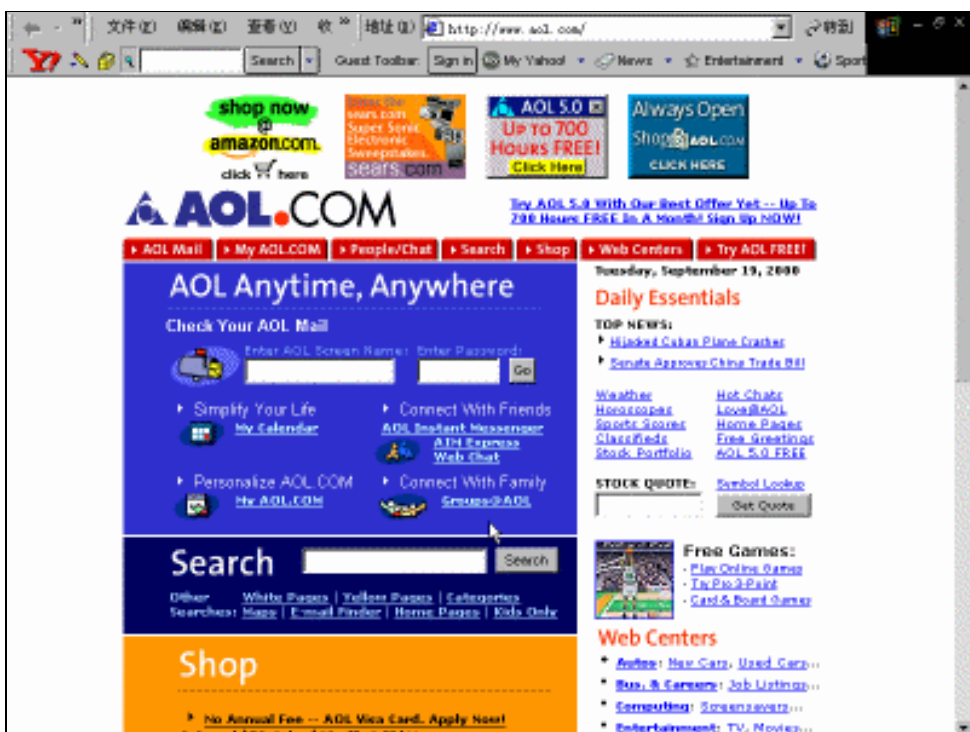 文件(F) 编辑(E) 查看(V) 收 » 地址(D) http://www.aol.com/ 转到
Y! Search Guest Toolbar: Sign in My Yahoo! News Entertainment Sport
shop now
@
amazon.com.
click here
Enter the
sears.com
Super Sonic
Electronic
Sweepstakes.
sears.com
AOL 5.0
UP TO 700
HOURS FREE!
Click Here
Always Open
Shop@AOL.COM
CLICK HERE
AOL.COM
Try AOL 5.0 With Our Best Offer Yet -- Up To
700 Hours FREE In A Month! Sign Up NOW!
AOL Mail My AOL.COM People/Chat Search Shop Web Centers Try AOL FREE!
AOL Anytime, Anywhere
Check Your AOL Mail
Enter AOL Screen Name: Enter Password:
Go
Simplify Your Life
My Calendar
Connect With Friends
AOL Instant Messenger
AIM Express
Web Chat
Personalize AOL.COM
My AOL.COM
Connect With Family
Groups@AOL
Search Search
Other White Pages | Yellow Pages | Categories
Searches: Maps | E-mail Finder | Home Pages | Kids Only
Shop
No Annual Fee -- AOL Visa Card. Apply Now!
Tuesday, September 19, 2000
Daily Essentials
TOP NEWS:
Hijacked Cuban Plane Crashes
Senate Approves China Trade Bill
Weather Hot Chats
Horoscopes Love@AOL
Sports Scores Home Pages
Classifieds Free Greetings
Stock Portfolio AOL 5.0 FREE
STOCK QUOTE: Symbol Lookup
Get Quote
Free Games:
- Play Online Games
- Try Pro 3-Point
- Card & Board Games
Web Centers
Autos: New Cars, Used Cars...
Bus. & Careers: Job Listings...
Computing: Screensavers...
Entertainment: TV, Movies...